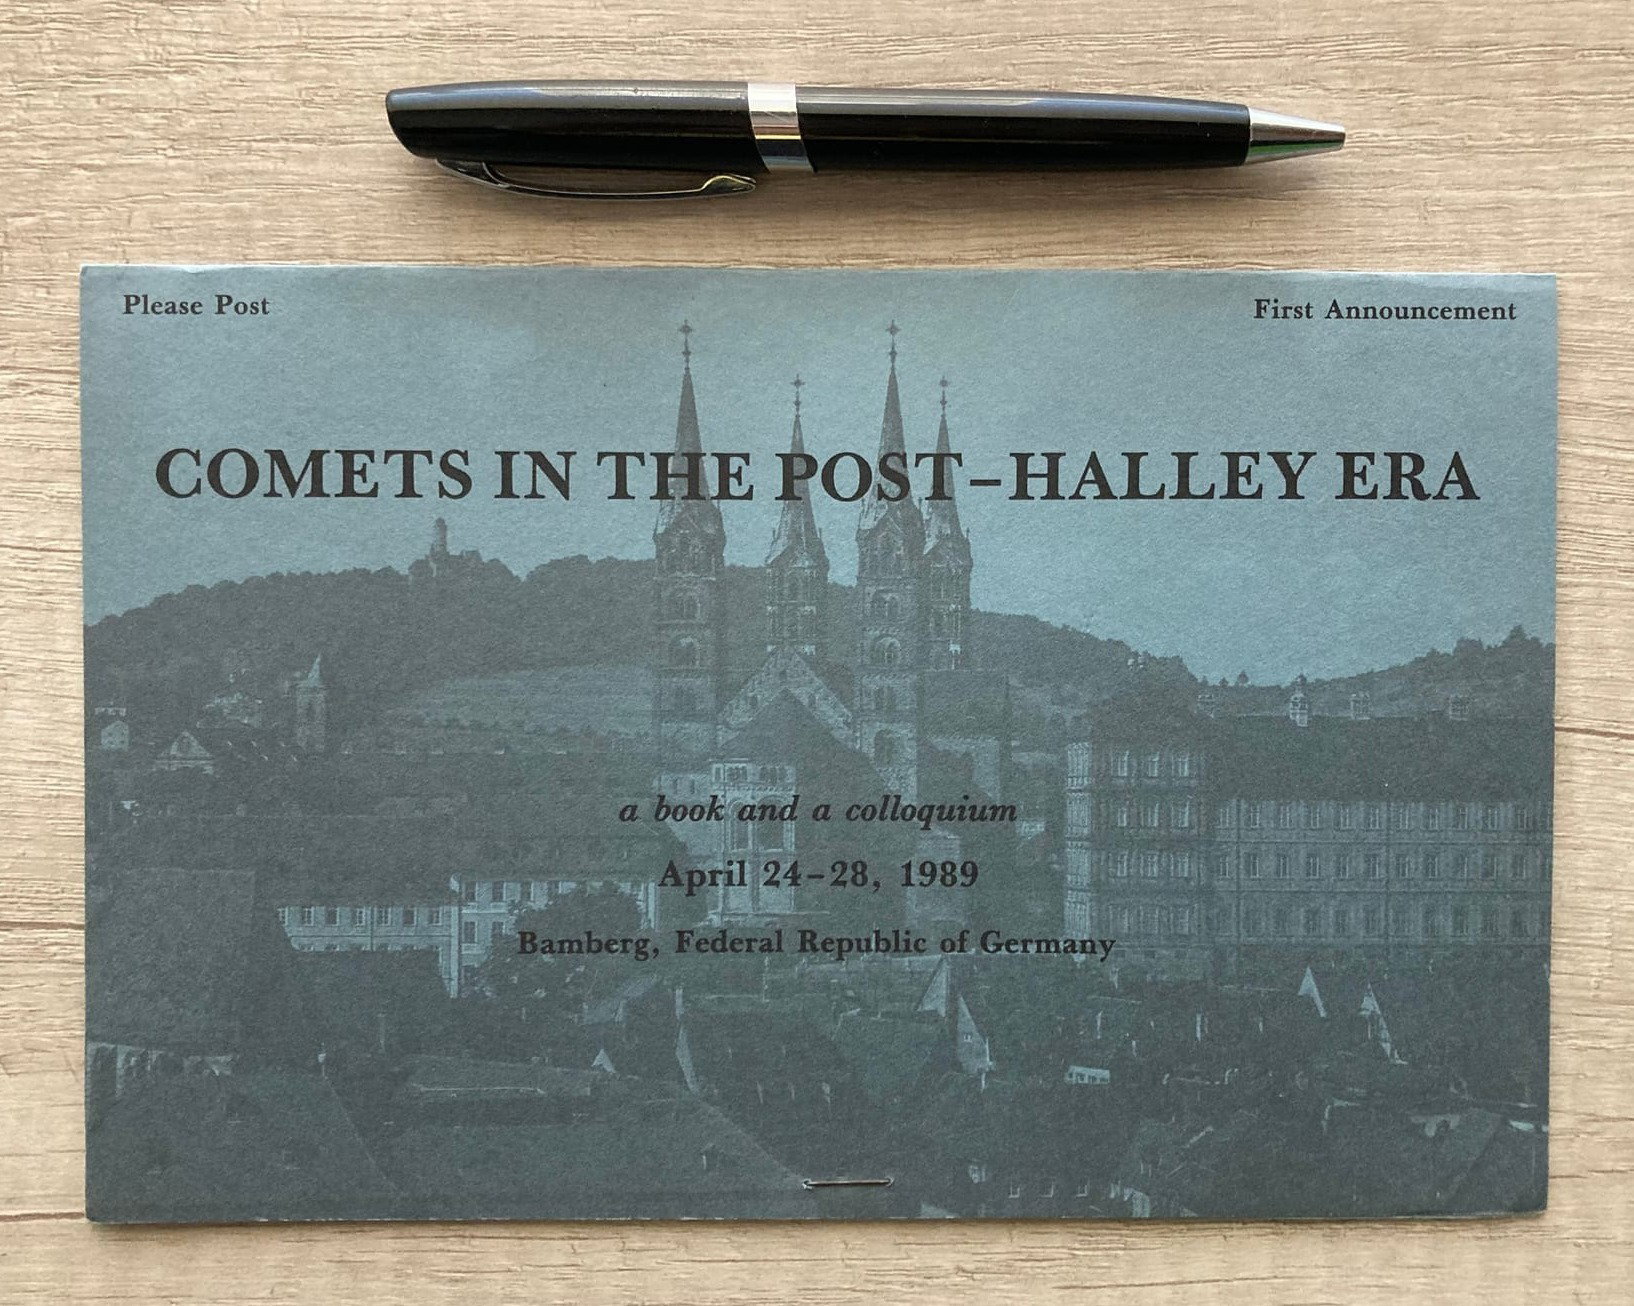 Please Post
First Announcement
COMETS IN THE POST–HALLEY ERA
a book and a colloquium
April 24–28, 1989
Bamberg, Federal Republic of Germany